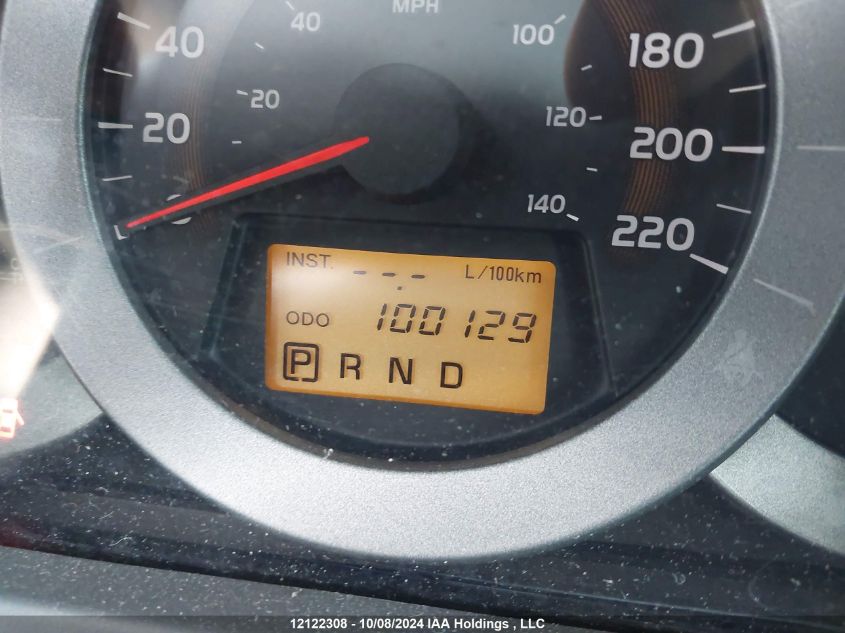 MPH
40 40 100 180
20 20 120 200
0 140 220
INST. --.- L/100km
ODO 100129
P R N D
12122308 - 10/08/2024 IAA Holdings , LLC